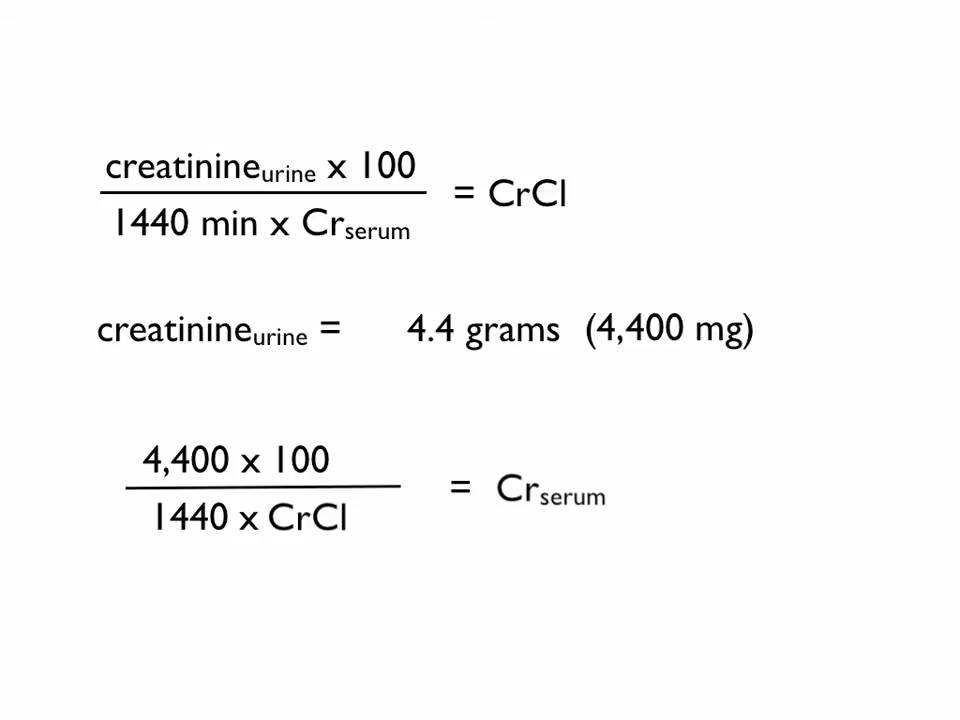 creatinineurine x 100
1440 min x Crserum
= CrCl
creatinineurine = 4.4 grams (4,400 mg)
4,400 x 100
1440 x CrCl
= Crserum